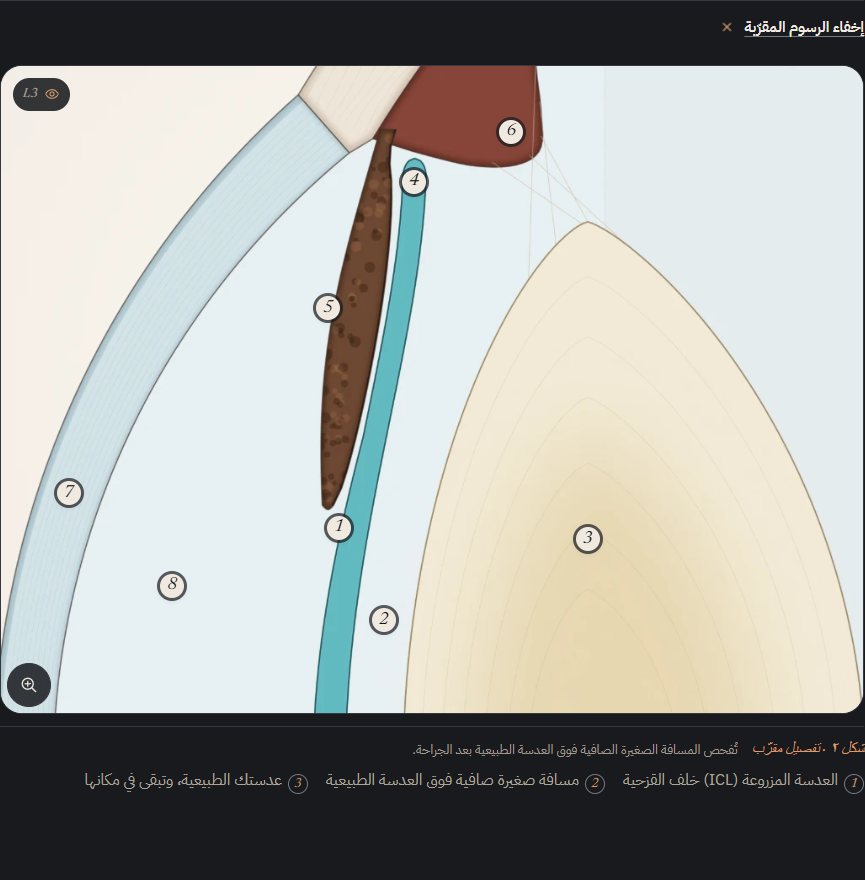 إخفاء الرسوم المقرّبة ×
L3
6
4
5
7
1
3
8
2
شكل ٢ · تفصيل مقرّب تُفحص المسافة الصغيرة الصافية فوق العدسة الطبيعية بعد الجراحة.
1 العدسة المزروعة (ICL) خلف القزحية 2 مسافة صغيرة صافية فوق العدسة الطبيعية 3 عدستك الطبيعية، وتبقى في مكانها